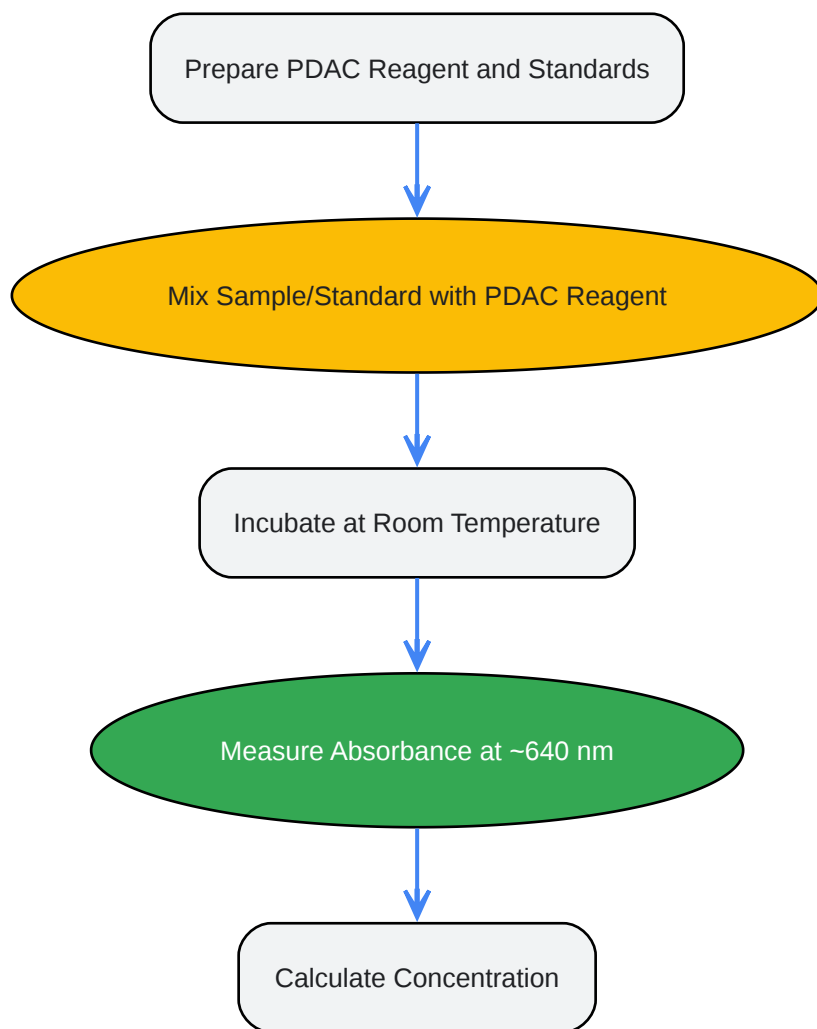 Prepare PDAC Reagent and Standards
Mix Sample/Standard with PDAC Reagent
Incubate at Room Temperature
Measure Absorbance at ~640 nm
Calculate Concentration